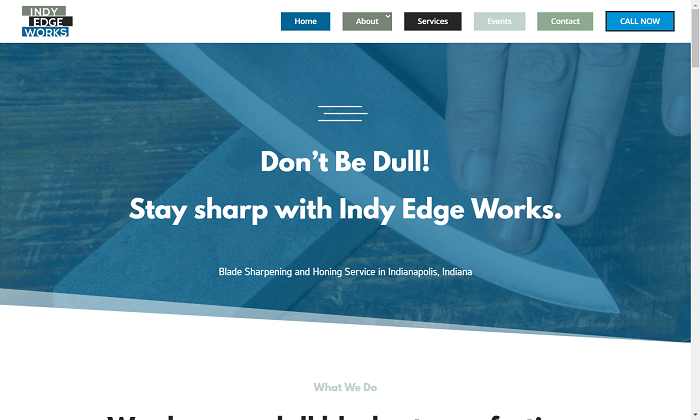 INDY
EDGE
WORKS
Home
About
Services
Events
Contact
CALL NOW
Don't Be Dull!
Stay sharp with Indy Edge Works.
Blade Sharpening and Honing Service in Indianapolis, Indiana
What We Do